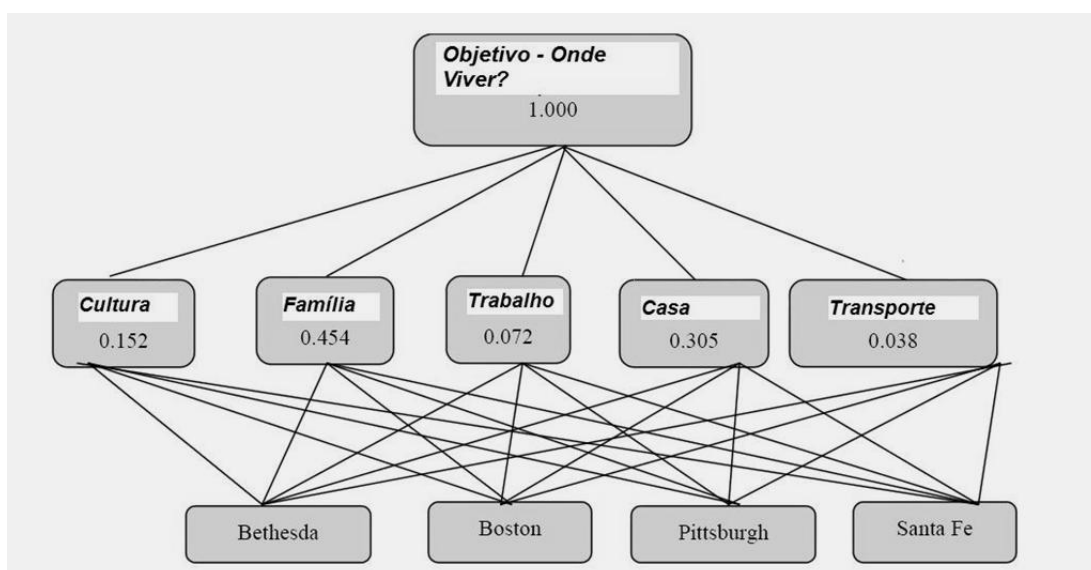 Objetivo - Onde
Viver?
1.000
Cultura
0.152
Família
0.454
Trabalho
0.072
Casa
0.305
Transporte
0.038
Bethesda
Boston
Pittsburgh
Santa Fe